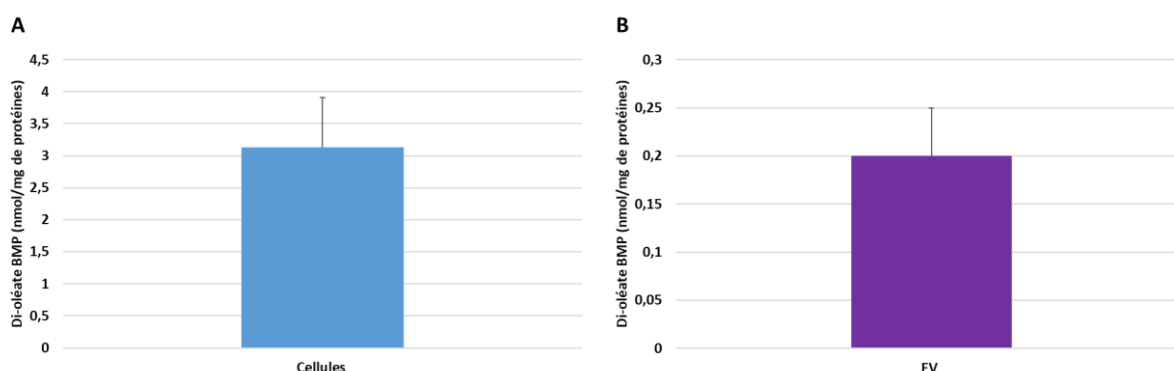 A
Di-oléate BMP (nmol/mg de protéines)
4,5
4
3,5
3
2,5
2
1,5
1
0,5
0
Cellules
B
Di-oléate BMP (nmol/mg de protéines)
0,3
0,25
0,2
0,15
0,1
0,05
0
EV